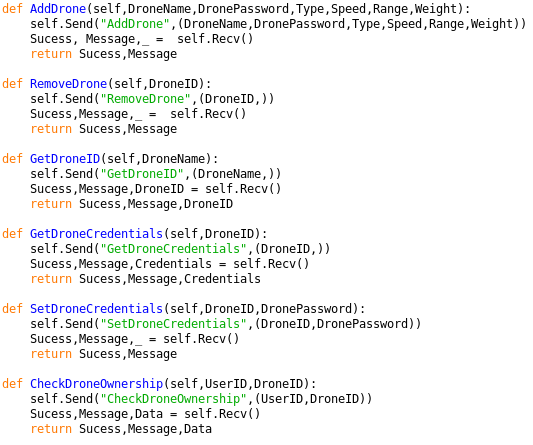 def AddDrone(self,DroneName,DronePassword,Type,Speed,Range,Weight):
    self.Send("AddDrone",(DroneName,DronePassword,Type,Speed,Range,Weight))
    Sucess, Message,_ =  self.Recv()
    return Sucess,Message

def RemoveDrone(self,DroneID):
    self.Send("RemoveDrone",(DroneID,))
    Sucess,Message,_ =  self.Recv()
    return Sucess,Message

def GetDroneID(self,DroneName):
    self.Send("GetDroneID",(DroneName,))
    Sucess,Message,DroneID = self.Recv()
    return Sucess,Message,DroneID

def GetDroneCredentials(self,DroneID):
    self.Send("GetDroneCredentials",(DroneID,))
    Sucess,Message,Credentials = self.Recv()
    return Sucess,Message,Credentials

def SetDroneCredentials(self,DroneID,DronePassword):
    self.Send("SetDroneCredentials",(DroneID,DronePassword))
    Sucess,Message,_ = self.Recv()
    return Sucess,Message

def CheckDroneOwnership(self,UserID,DroneID):
    self.Send("CheckDroneOwnership",(UserID,DroneID))
    Sucess,Message,Data = self.Recv()
    return Sucess,Message,Data